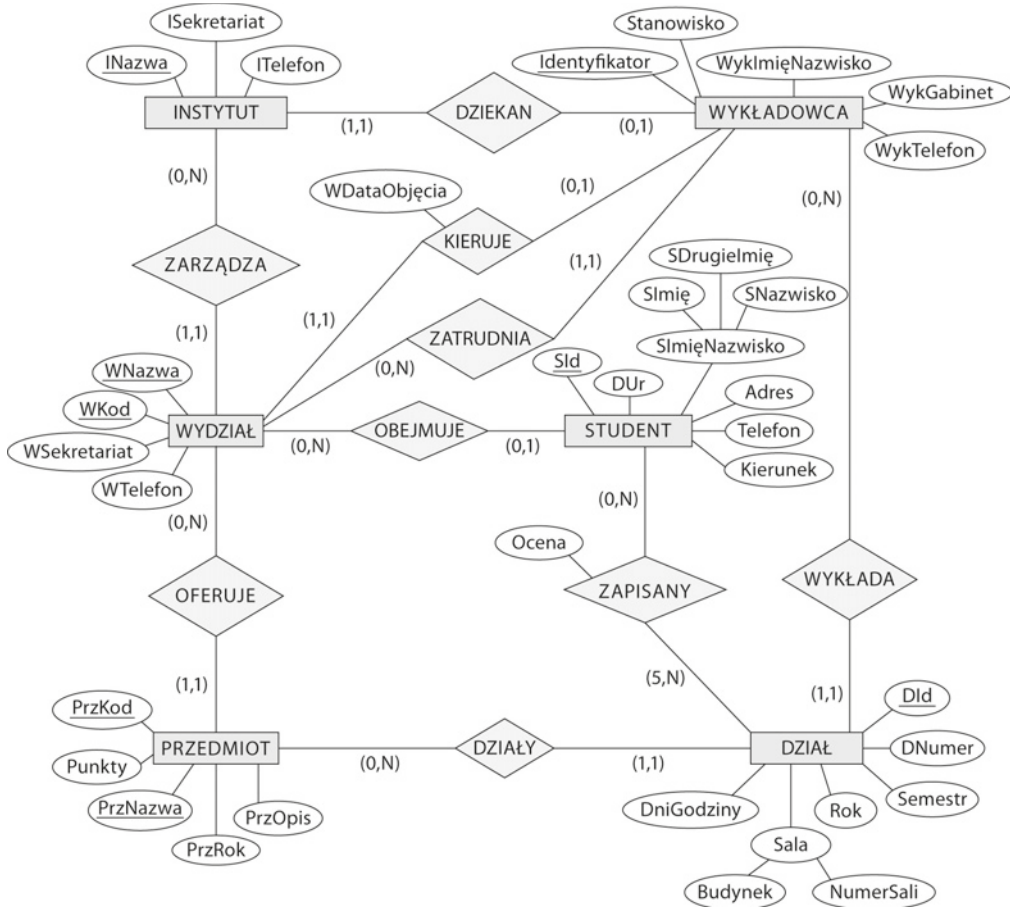 ISekretariat
INazwa
ITelefon
INSTYTUT
(1,1)
DZIEKAN
(0,1)
Stanowisko
Identyfikator
WykImięNazwisko
WykGabinet
WYKŁADOWCA
WykTelefon
(0,N)
WDataObjęcia
(0,1)
(0,N)
KIERUJE
ZARZĄDZA
(1,1)
SDrugieImię
SImię
SNazwisko
(1,1)
(1,1)
ZATRUDNIA
SImięNazwisko
(0,N)
WNazwa
SId
DUr
WKod
Adres
WYDZIAŁ
(0,N)
OBEJMUJE
(0,1)
STUDENT
Telefon
WSekretariat
Kierunek
WTelefon
(0,N)
(0,N)
Ocena
OFERUJE
ZAPISANY
WYKŁADA
(1,1)
(5,N)
(1,1)
PrzKod
DId
PRZEDMIOT
(0,N)
DZIAŁY
(1,1)
DZIAŁ
DNumer
Punkty
Semestr
PrzNazwa
PrzOpis
DniGodziny
Rok
PrzRok
Sala
Budynek
NumerSali